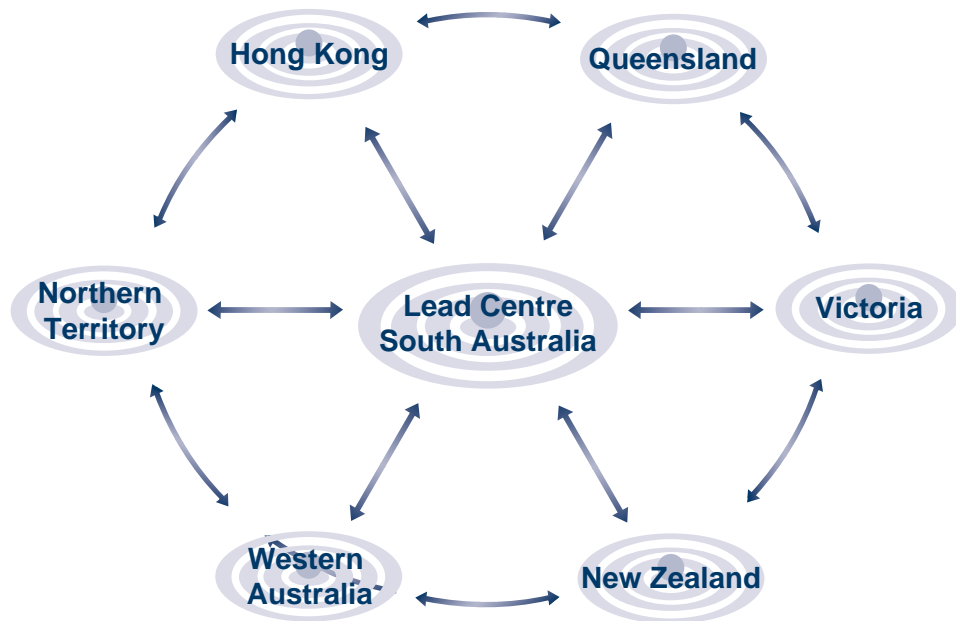 Hong Kong
Queensland
Northern
Territory
Lead Centre
South Australia
Victoria
Western
Australia
New Zealand